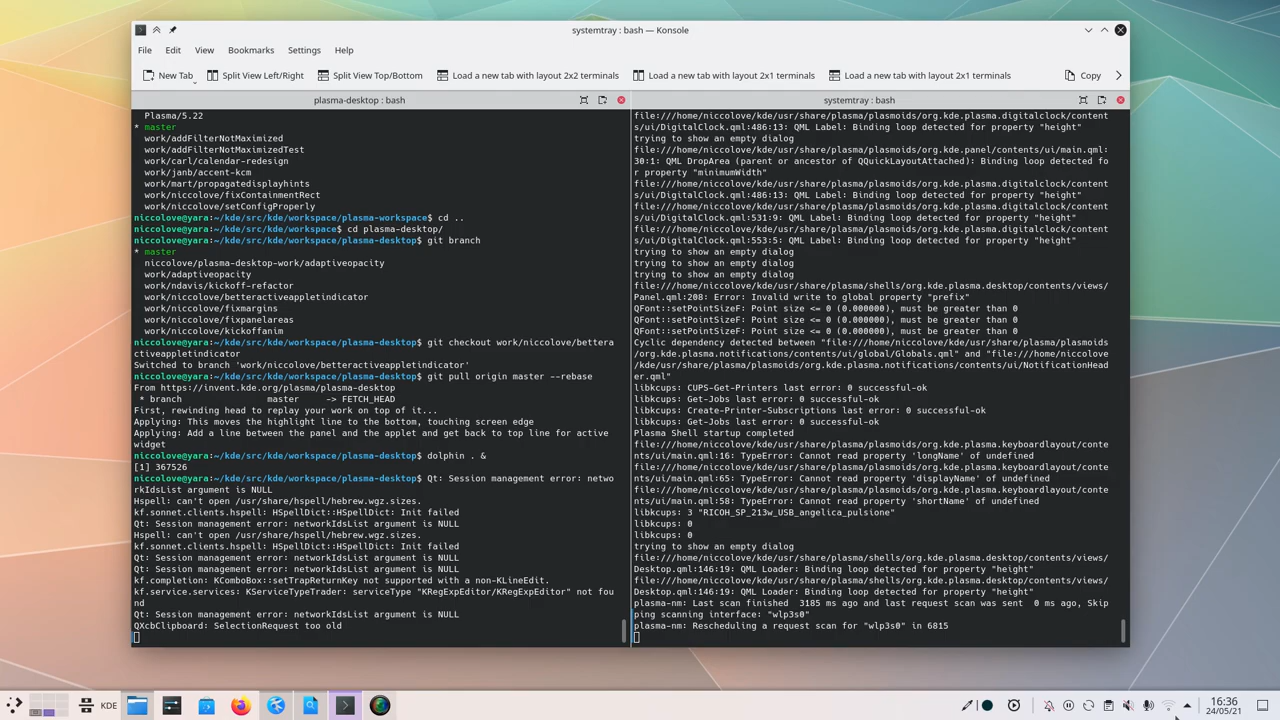 systemtray : bash — Konsole
File Edit View Bookmarks Settings Help
New Tab Split View Left/Right Split View Top/Bottom Load a new tab with layout 2x2 terminals Load a new tab with layout 2x1 terminals Load a new tab with layout 2x1 terminals Copy
plasma-desktop : bash
Plasma/5.22
* master
work/addFilterNotMaximized
work/addFilterNotMaximizedTest
work/carl/calendar-redesign
work/janb/accent-kcm
work/mart/propagatedisplayhints
work/niccolove/fixContainmentRect
work/niccolove/setConfigProperly
niccolove@yara:~/kde/src/kde/workspace/plasma-workspace$ cd ..
niccolove@yara:~/kde/src/kde/workspace$ cd plasma-desktop/
niccolove@yara:~/kde/src/kde/workspace/plasma-desktop$ git branch
* master
niccolove/plasma-desktop-work/adaptiveopacity
work/adaptiveopacity
work/ndavis/kickoff-refactor
work/niccolove/betteractiveappletindicator
work/niccolove/fixmargins
work/niccolove/fixpanelareas
work/niccolove/kickoffanim
niccolove@yara:~/kde/src/kde/workspace/plasma-desktop$ git checkout work/niccolove/bettera
ctiveappletindicator
Switched to branch 'work/niccolove/betteractiveappletindicator'
niccolove@yara:~/kde/src/kde/workspace/plasma-desktop$ git pull origin master --rebase
From https://invent.kde.org/plasma/plasma-desktop
* branch master -> FETCH_HEAD
First, rewinding head to replay your work on top of it...
Applying: This moves the highlight line to the bottom, touching screen edge
Applying: Add a line between the panel and the applet and get back to top line for active
widget
niccolove@yara:~/kde/src/kde/workspace/plasma-desktop$ dolphin . &
[1] 367526
niccolove@yara:~/kde/src/kde/workspace/plasma-desktop$ Qt: Session management error: netwo
rkIdsList argument is NULL
Hspell: can't open /usr/share/hspell/hebrew.wgz.sizes.
kf.sonnet.clients.hspell: HSpellDict::HSpellDict: Init failed
Qt: Session management error: networkIdsList argument is NULL
Hspell: can't open /usr/share/hspell/hebrew.wgz.sizes.
kf.sonnet.clients.hspell: HSpellDict::HSpellDict: Init failed
Qt: Session management error: networkIdsList argument is NULL
Qt: Session management error: networkIdsList argument is NULL
kf.completion: KComboBox::setTrapReturnKey not supported with a non-KLineEdit.
kf.service.services: KServiceTypeTrader: serviceType "KRegExpEditor/KRegExpEditor" not fou
nd
Qt: Session management error: networkIdsList argument is NULL
QXcbClipboard: SelectionRequest too old
systemtray : bash
file:///home/niccolove/kde/usr/share/plasma/plasmoids/org.kde.plasma.digitalclock/content
s/ui/DigitalClock.qml:486:13: QML Label: Binding loop detected for property "height"
trying to show an empty dialog
file:///home/niccolove/kde/usr/share/plasma/plasmoids/org.kde.panel/contents/ui/main.qml:
30:1: QML DropArea (parent or ancestor of QQuickLayoutAttached): Binding loop detected fo
r property "minimumWidth"
file:///home/niccolove/kde/usr/share/plasma/plasmoids/org.kde.plasma.digitalclock/content
s/ui/DigitalClock.qml:486:13: QML Label: Binding loop detected for property "height"
file:///home/niccolove/kde/usr/share/plasma/plasmoids/org.kde.plasma.digitalclock/content
s/ui/DigitalClock.qml:531:9: QML Label: Binding loop detected for property "height"
file:///home/niccolove/kde/usr/share/plasma/plasmoids/org.kde.plasma.digitalclock/content
s/ui/DigitalClock.qml:553:5: QML Label: Binding loop detected for property "height"
trying to show an empty dialog
trying to show an empty dialog
trying to show an empty dialog
file:///home/niccolove/kde/usr/share/plasma/shells/org.kde.plasma.desktop/contents/views/
Panel.qml:208: Error: Invalid write to global property "prefix"
QFont::setPointSizeF: Point size <= 0 (0.000000), must be greater than 0
QFont::setPointSizeF: Point size <= 0 (0.000000), must be greater than 0
QFont::setPointSizeF: Point size <= 0 (0.000000), must be greater than 0
Cyclic dependency detected between "file:///home/niccolove/kde/usr/share/plasma/plasmoids
/org.kde.plasma.notifications/contents/ui/global/Globals.qml" and "file:///home/niccolove
/kde/usr/share/plasma/plasmoids/org.kde.plasma.notifications/contents/ui/NotificationHead
er.qml"
libkcups: CUPS-Get-Printers last error: 0 successful-ok
libkcups: Get-Jobs last error: 0 successful-ok
libkcups: Create-Printer-Subscriptions last error: 0 successful-ok
libkcups: Get-Jobs last error: 0 successful-ok
Plasma Shell startup completed
file:///home/niccolove/kde/usr/share/plasma/plasmoids/org.kde.plasma.keyboardlayout/conte
nts/ui/main.qml:16: TypeError: Cannot read property 'longName' of undefined
file:///home/niccolove/kde/usr/share/plasma/plasmoids/org.kde.plasma.keyboardlayout/conte
nts/ui/main.qml:65: TypeError: Cannot read property 'displayName' of undefined
file:///home/niccolove/kde/usr/share/plasma/plasmoids/org.kde.plasma.keyboardlayout/conte
nts/ui/main.qml:58: TypeError: Cannot read property 'shortName' of undefined
libkcups: 3 "RICOH_SP_213w_USB_angelica_pulsione"
libkcups: 0
libkcups: 0
trying to show an empty dialog
file:///home/niccolove/kde/usr/share/plasma/shells/org.kde.plasma.desktop/contents/views/
Desktop.qml:146:19: QML Loader: Binding loop detected for property "height"
file:///home/niccolove/kde/usr/share/plasma/shells/org.kde.plasma.desktop/contents/views/
Desktop.qml:146:19: QML Loader: Binding loop detected for property "height"
plasma-nm: Last scan finished 3185 ms ago and last request scan was sent 0 ms ago, Skip
ping scanning interface: "wlp3s0"
plasma-nm: Rescheduling a request scan for "wlp3s0" in 6815
KDE
16:36
24/05/21